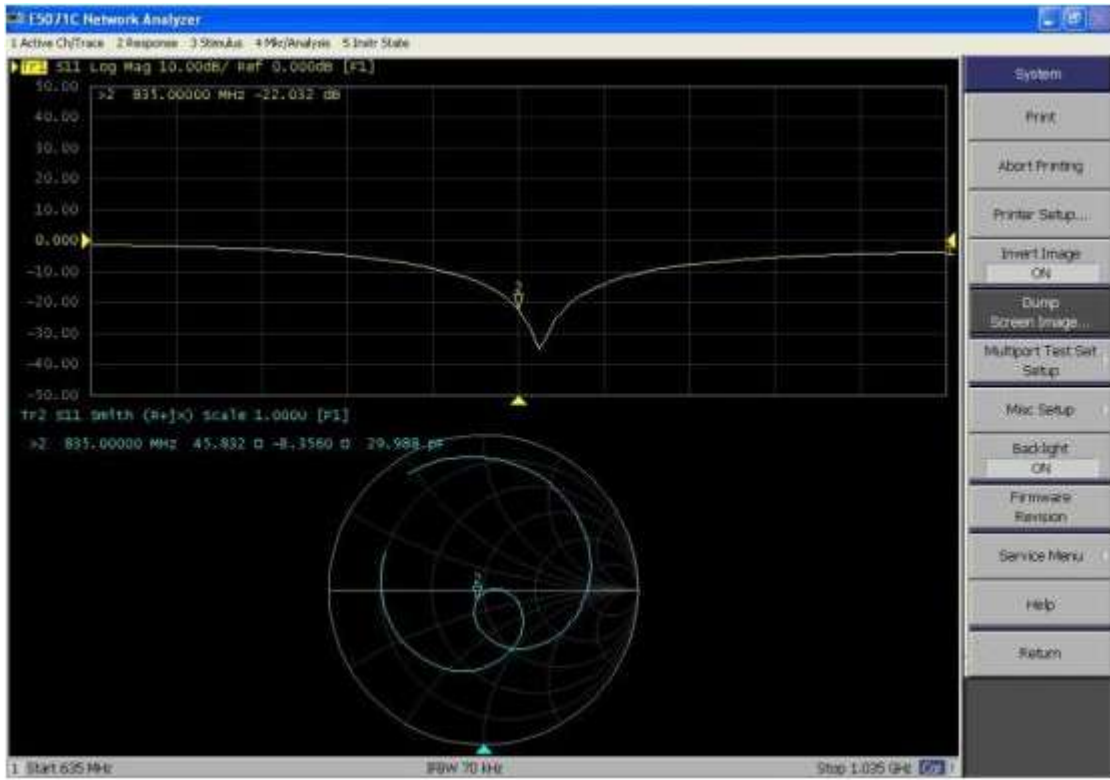 E5071C Network Analyzer
1 Active Ch/Trace 2 Response 3 Stimulus 4 Mkr/Analysis 5 Instr State
Tr1 S11 Log Mag 10.00dB/ Ref 0.000dB [F1]
50.00
>2 835.00000 MHz -22.032 dB
40.00
30.00
20.00
10.00
0.000
-10.00
-20.00
-30.00
-40.00
-50.00
2
1
Tr2 S11 Smith (R+jX) Scale 1.000U [F1]
>2 835.00000 MHz 45.832 Ω -8.3560 Ω 29.988 pF
2
1 Start 635 MHz
IFBW 70 kHz
Stop 1.035 GHz Cor
System
Print
Abort Printing
Printer Setup...
Invert Image
ON
Dump
Screen Image...
Multiport Test Set
Setup
Misc Setup
Backlight
ON
Firmware
Revision
Service Menu
Help
Return